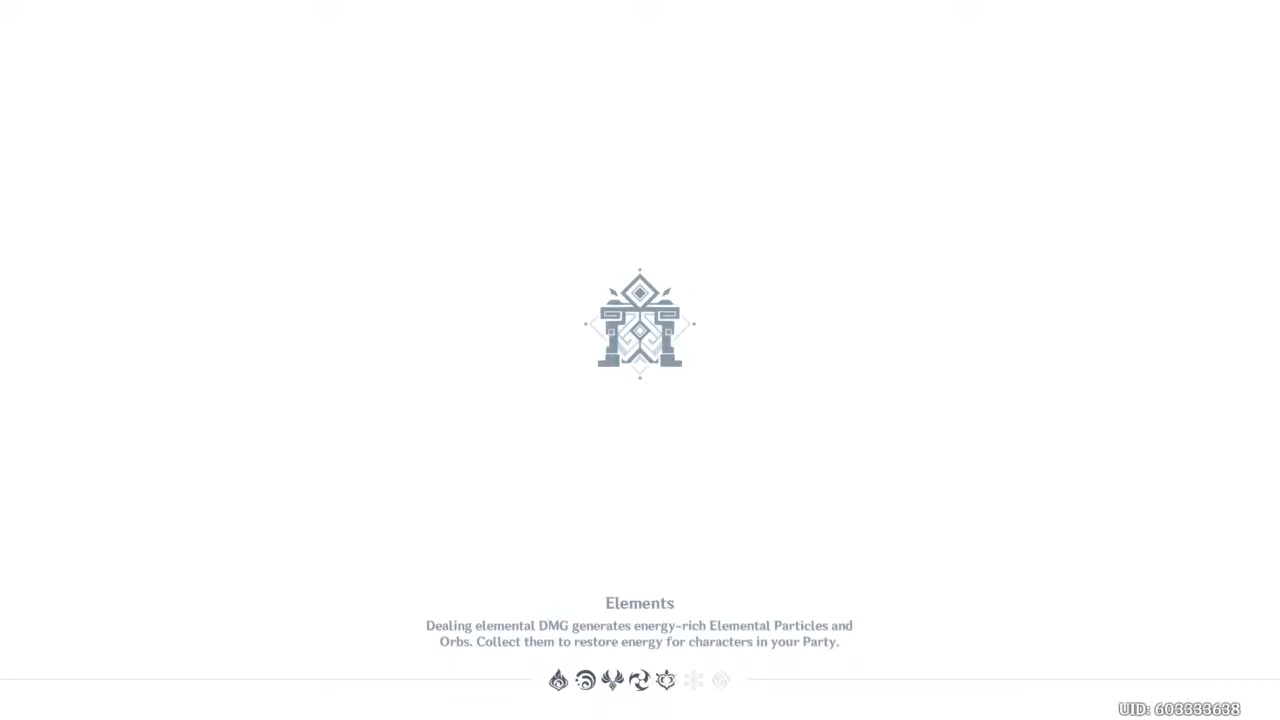 Elements
Dealing elemental DMG generates energy-rich Elemental Particles and
Orbs. Collect them to restore energy for characters in your Party.
UID: 603333638